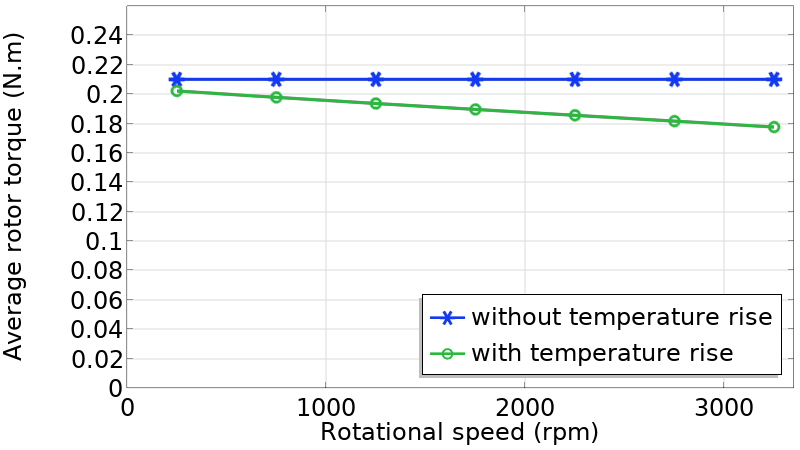 Average rotor torque (N.m)
0.24
0.22
0.2
0.18
0.16
0.14
0.12
0.1
0.08
0.06
0.04
0.02
0
without temperature rise
with temperature rise
0 1000 2000 3000
Rotational speed (rpm)